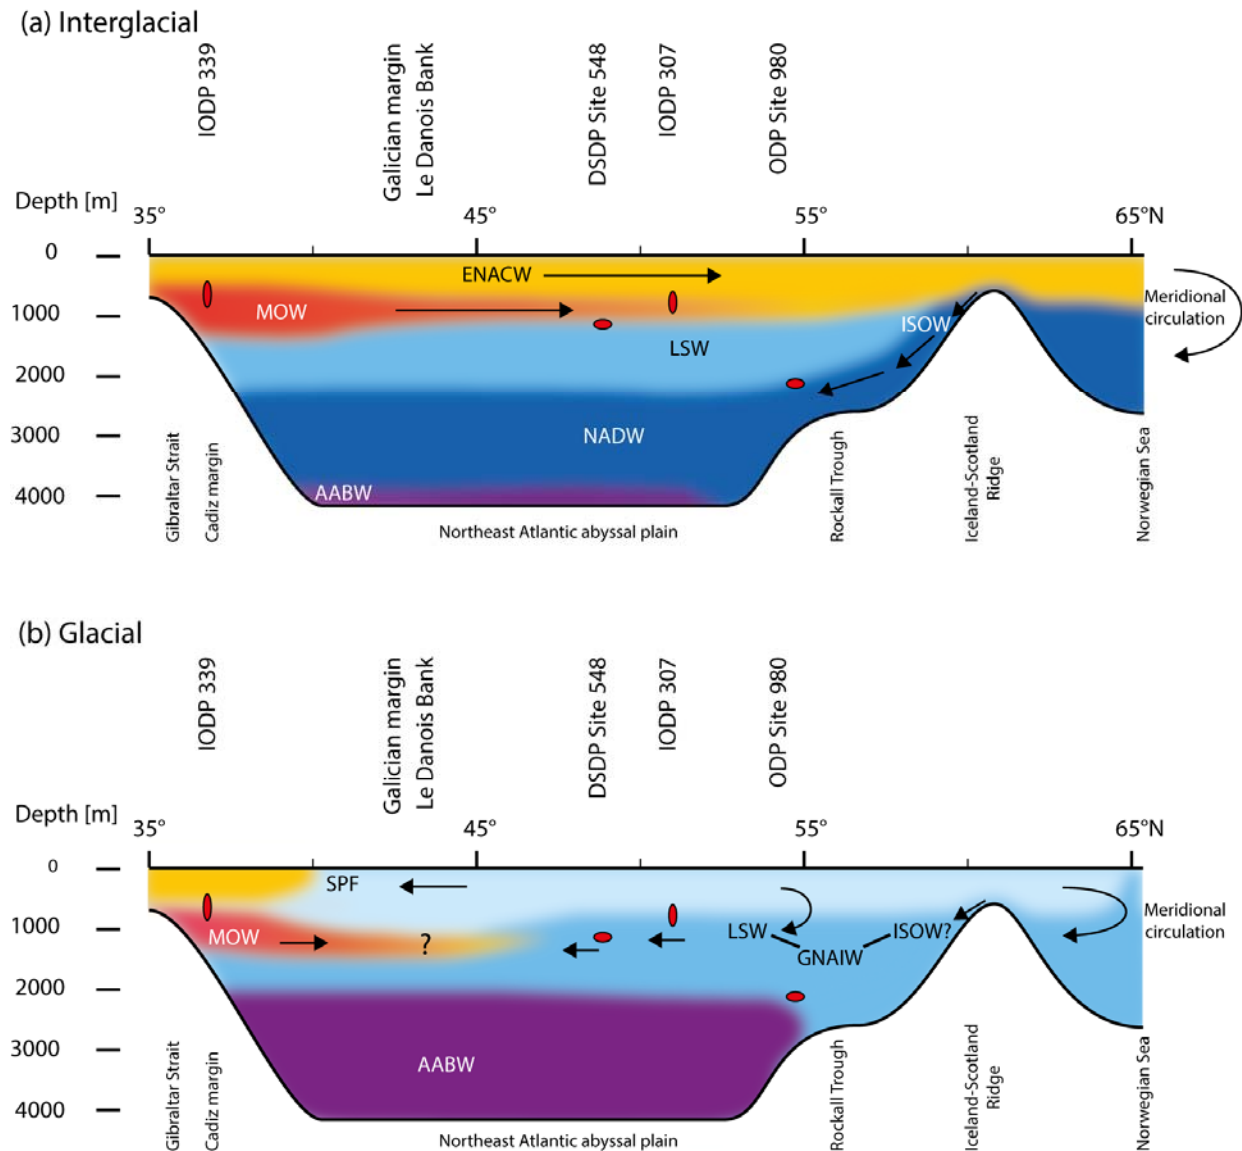 (a) Interglacial
IODP 339
Galician margin
Le Danois Bank
DSDP Site 548
IODP 307
ODP Site 980
Depth [m]
35°
45°
55°
65°N
0
1000
2000
3000
4000
ENACW
MOW
LSW
ISOW
NADW
AABW
Meridional
circulation
Gibraltar Strait
Cadiz margin
Northeast Atlantic abyssal plain
Rockall Trough
Iceland-Scotland
Ridge
Norwegian Sea
(b) Glacial
IODP 339
Galician margin
Le Danois Bank
DSDP Site 548
IODP 307
ODP Site 980
Depth [m]
35°
45°
55°
65°N
0
1000
2000
3000
4000
SPF
MOW
?
LSW
GNAIW
ISOW?
AABW
Meridional
circulation
Gibraltar Strait
Cadiz margin
Northeast Atlantic abyssal plain
Rockall Trough
Iceland-Scotland
Ridge
Norwegian Sea